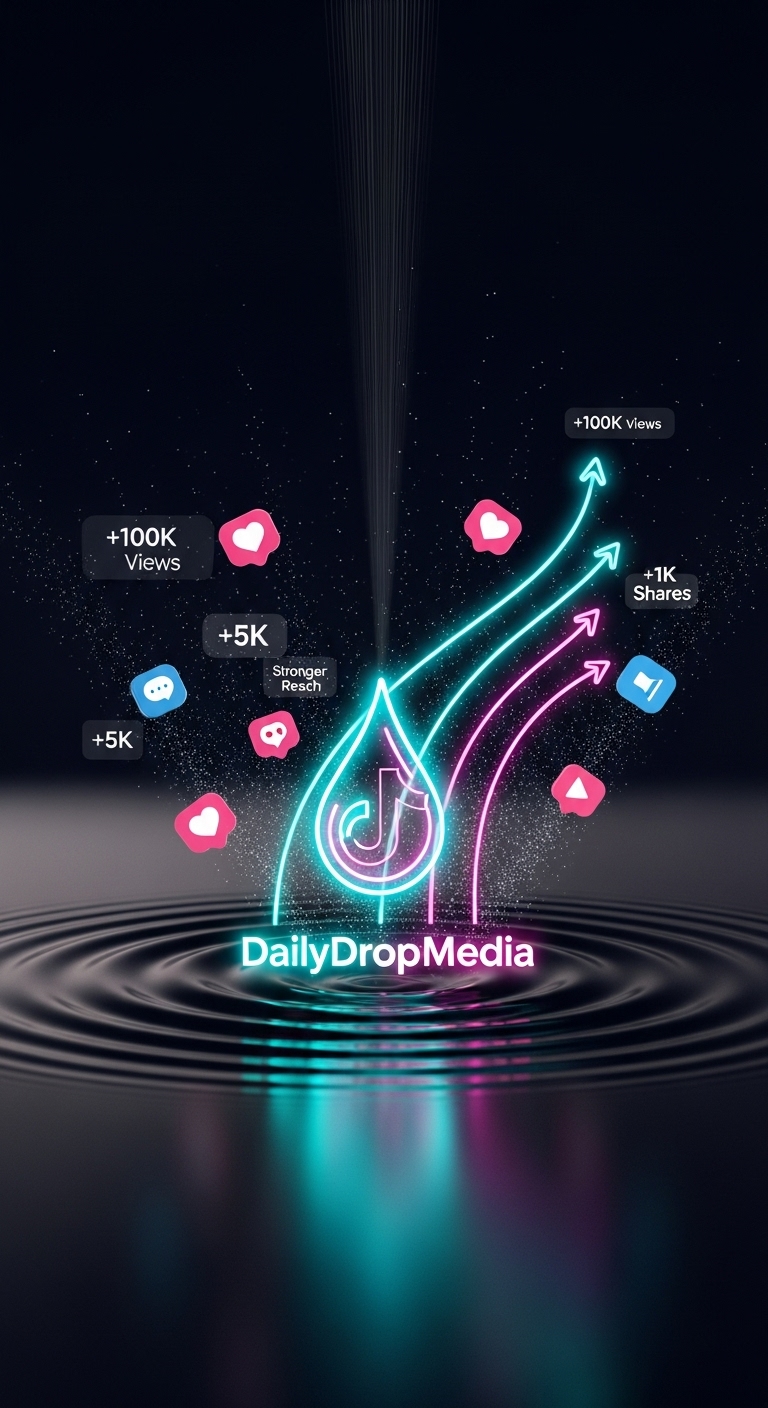 +100K Views
+100K
Views
+1K
Shares
+5K
Stronger
Resch
+5K
DailyDropMedia